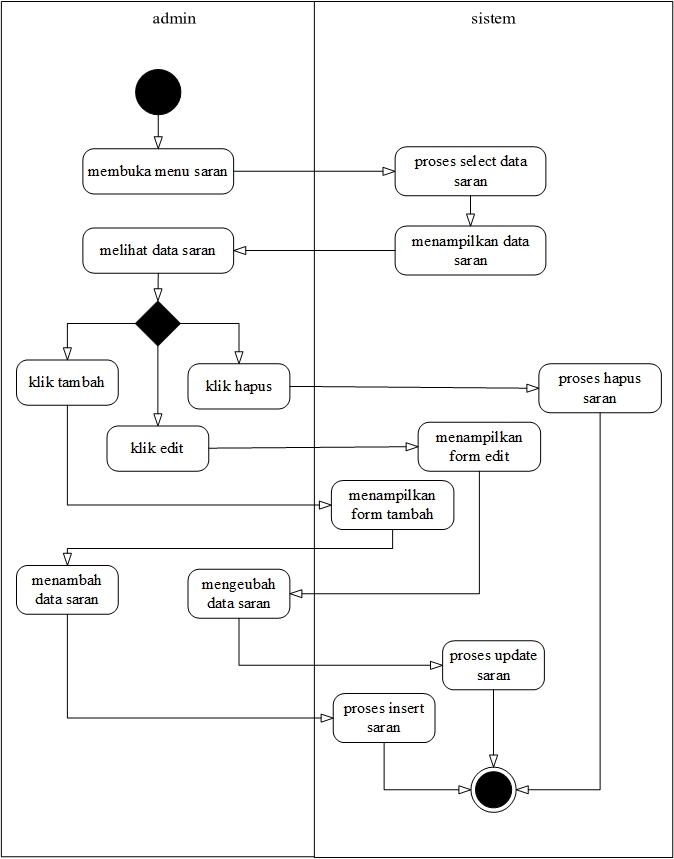 admin
sistem
membuka menu saran
proses select data
saran
melihat data saran
menampilkan data
saran
klik tambah
klik hapus
proses hapus
saran
klik edit
menampilkan
form edit
menampilkan
form tambah
menambah
data saran
mengeubah
data saran
proses update
saran
proses insert
saran